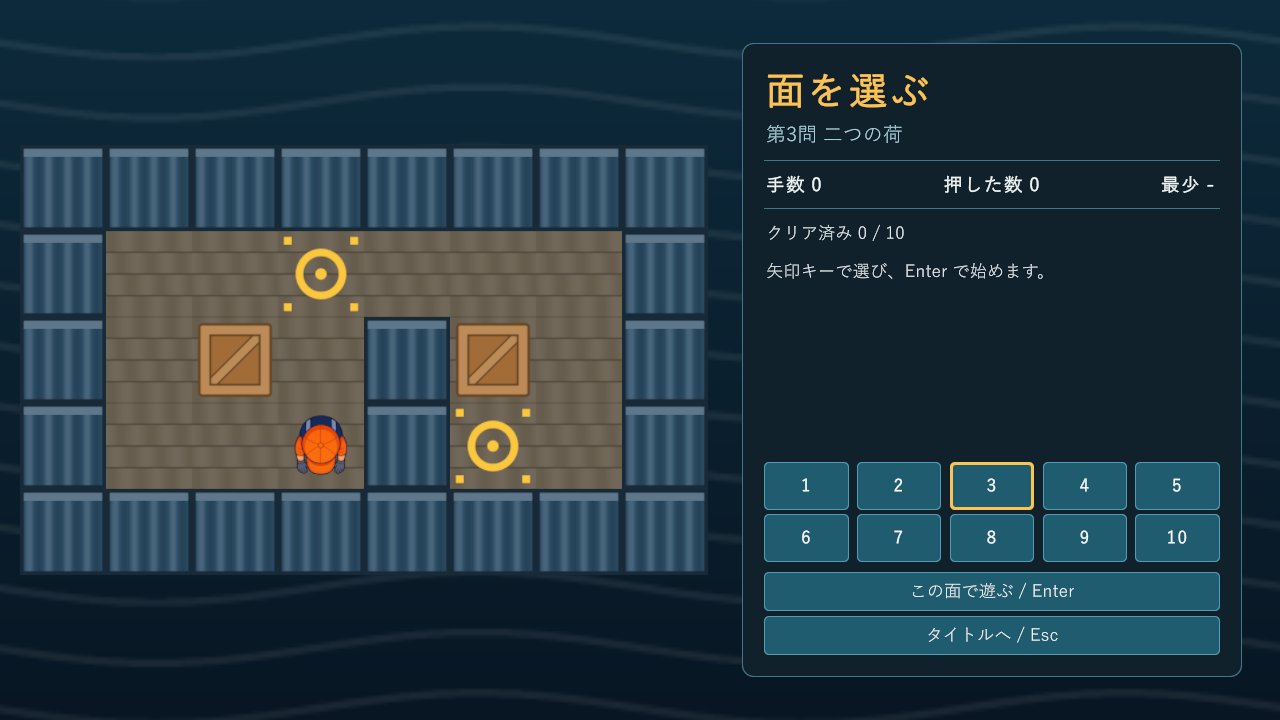 面を選ぶ
第3問 二つの荷
手数 0 押した数 0 最少 -
クリア済み 0 / 10
矢印キーで選び、Enter で始めます。
1 2 3 4 5
6 7 8 9 10
この面で遊ぶ / Enter
タイトルへ / Esc